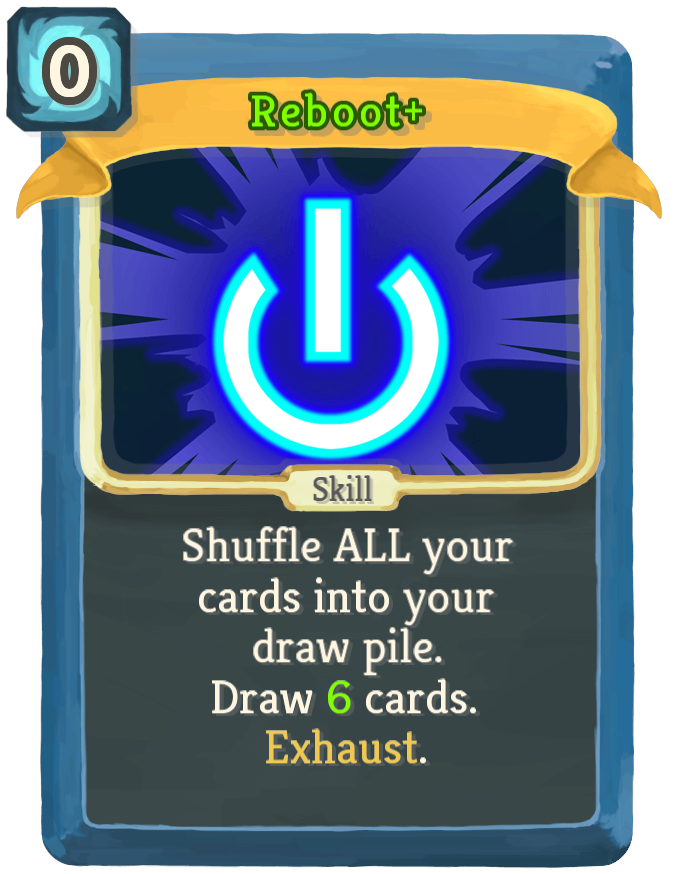 0
Reboot+
Skill
Shuffle ALL your
cards into your
draw pile.
Draw 6 cards.
Exhaust.